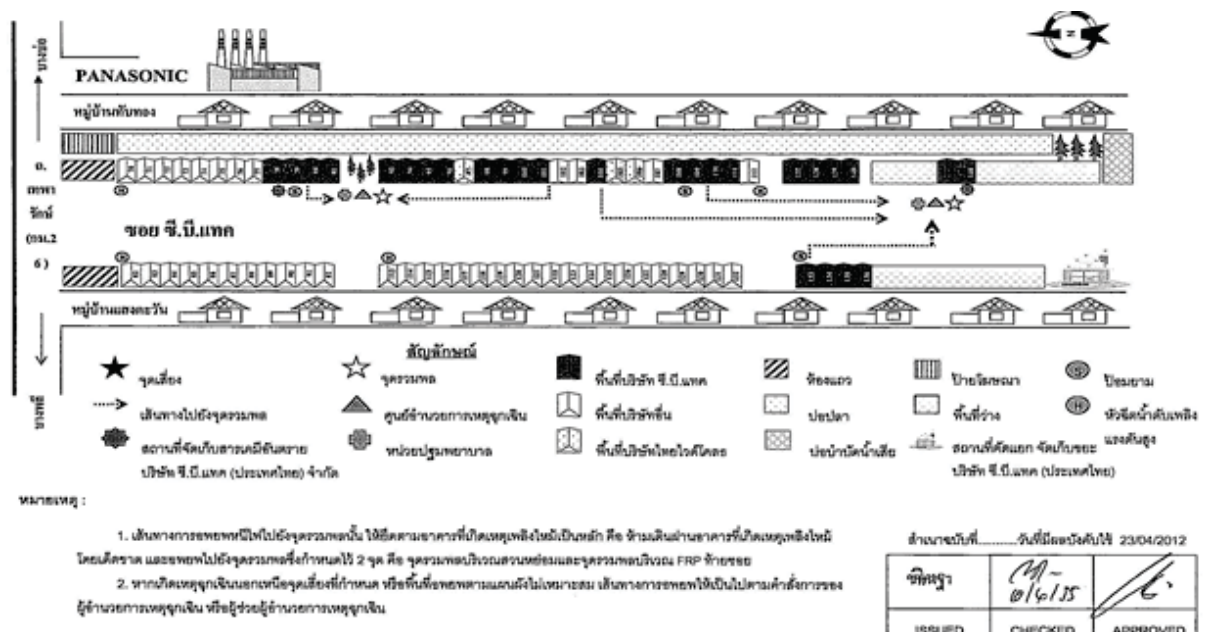 PANASONIC
บางบ่อ
หมู่บ้านทับทอง
N
ถ.
เทพา
รักษ์
(กม.2
6 )
ซอย ซี.บี.แทค
หมู่บ้านแสงตะวัน
บางพลี
สัญลักษณ์
จุดเสี่ยง
จุดรวมพล
พื้นที่บริษัท ซี.บี.แทค
ห้องแถว
ป้ายโฆษณา
ป้อมยาม
เส้นทางไปยังจุดรวมพล
ศูนย์อำนวยการเหตุฉุกเฉิน
พื้นที่บริษัทอื่น
บ่อปลา
พื้นที่ว่าง
หัวฉีดน้ำดับเพลิง
แรงดันสูง
สถานที่จัดเก็บสารเคมีอันตราย
บริษัท ซี.บี.แทค (ประเทศไทย) จำกัด
หน่วยปฐมพยาบาล
พื้นที่บริษัทไทยไวด์โคลธ
บ่อบำบัดน้ำเสีย
สถานที่คัดแยก จัดเก็บขยะ
บริษัท ซี.บี.แทค (ประเทศไทย)
หมายเหตุ :
1. เส้นทางการอพยพหนีไฟไปยังจุดรวมพลนั้น ให้ยึดตามอาคารที่เกิดเหตุเพลิงไหม้เป็นหลัก คือ ห้ามเดินผ่านอาคารที่เกิดเหตุเพลิงไหม้
โดยเด็ดขาด และอพยพไปยังจุดรวมพลซึ่งกำหนดไว้ 2 จุด คือ จุดรวมพลบริเวณสวนหย่อมและจุดรวมพลบริเวณ FRP ท้ายซอย
2. หากเกิดเหตุฉุกเฉินนอกเหนือจุดเสี่ยงที่กำหนด หรือพื้นที่อพยพตามแผนผังไม่เหมาะสม เส้นทางการอพยพให้เป็นไปตามคำสั่งการของ
ผู้อำนวยการเหตุฉุกเฉิน หรือผู้ช่วยผู้อำนวยการเหตุฉุกเฉิน
สำเนาฉบับที่..........วันที่มีผลบังคับใช้ 23/04/2012
ISSUED CHECKED APPROVED